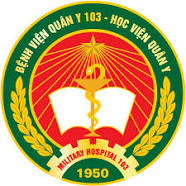 BỆNH VIỆN QUÂN Y 103 - HỌC VIỆN QUÂN Y
MILITARY HOSPITAL 103
1950